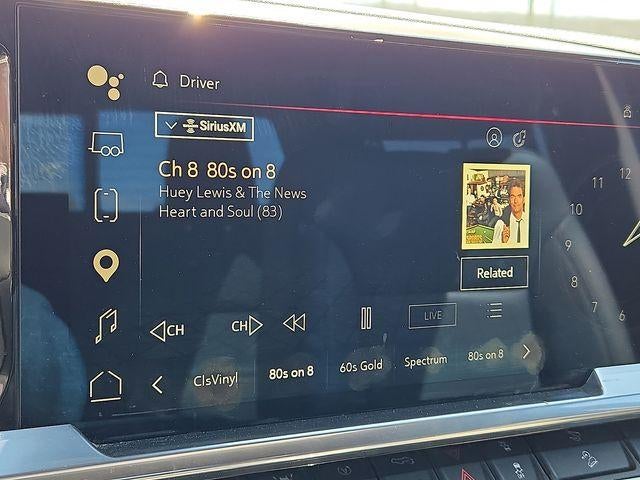 Driver
SiriusXM
Ch 8 80s on 8
Huey Lewis & The News
Heart and Soul (83)
Related
CH
CH
LIVE
ClsVinyl
80s on 8
60s Gold
Spectrum
80s on 8
12
11
10
9
8
7
6